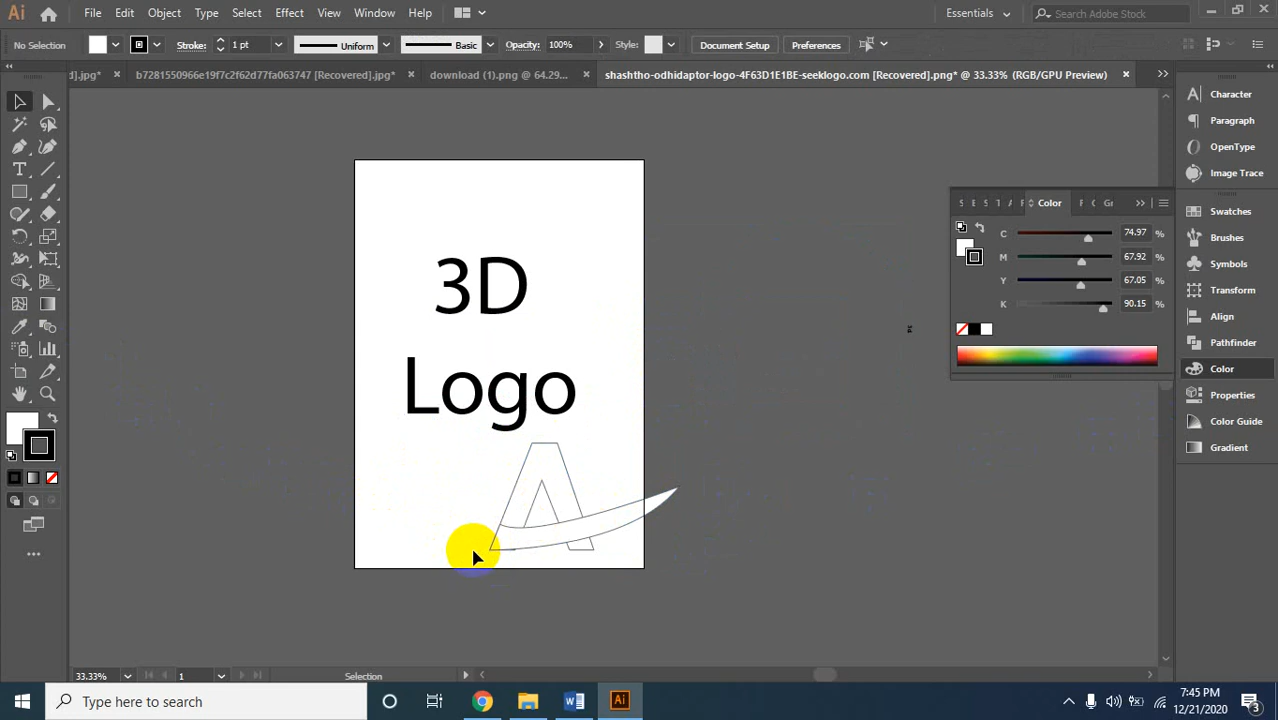 Ai File Edit Object Type Select Effect View Window Help Essentials Search Adobe Stock
No Selection Stroke: 1 pt Uniform Basic Opacity: 100% Style: Document Setup Preferences
d].jpg* b7281550966e19f7c2f62d77fa063747 [Recovered].jpg* download (1).png @ 64.29... shashtho-odhidaptor-logo-4F63D1E1BE-seeklogo.com [Recovered].png* @ 33.33% (RGB/GPU Preview)
Character
Paragraph
OpenType
Image Trace
Swatches
Brushes
Symbols
Transform
Align
Pathfinder
Color
Properties
Color Guide
Gradient
Color
C 74.97 %
M 67.92 %
Y 67.05 %
K 90.15 %
3D
Logo
A
33.33% 1 Selection
Type here to search
7:45 PM
12/21/2020
3